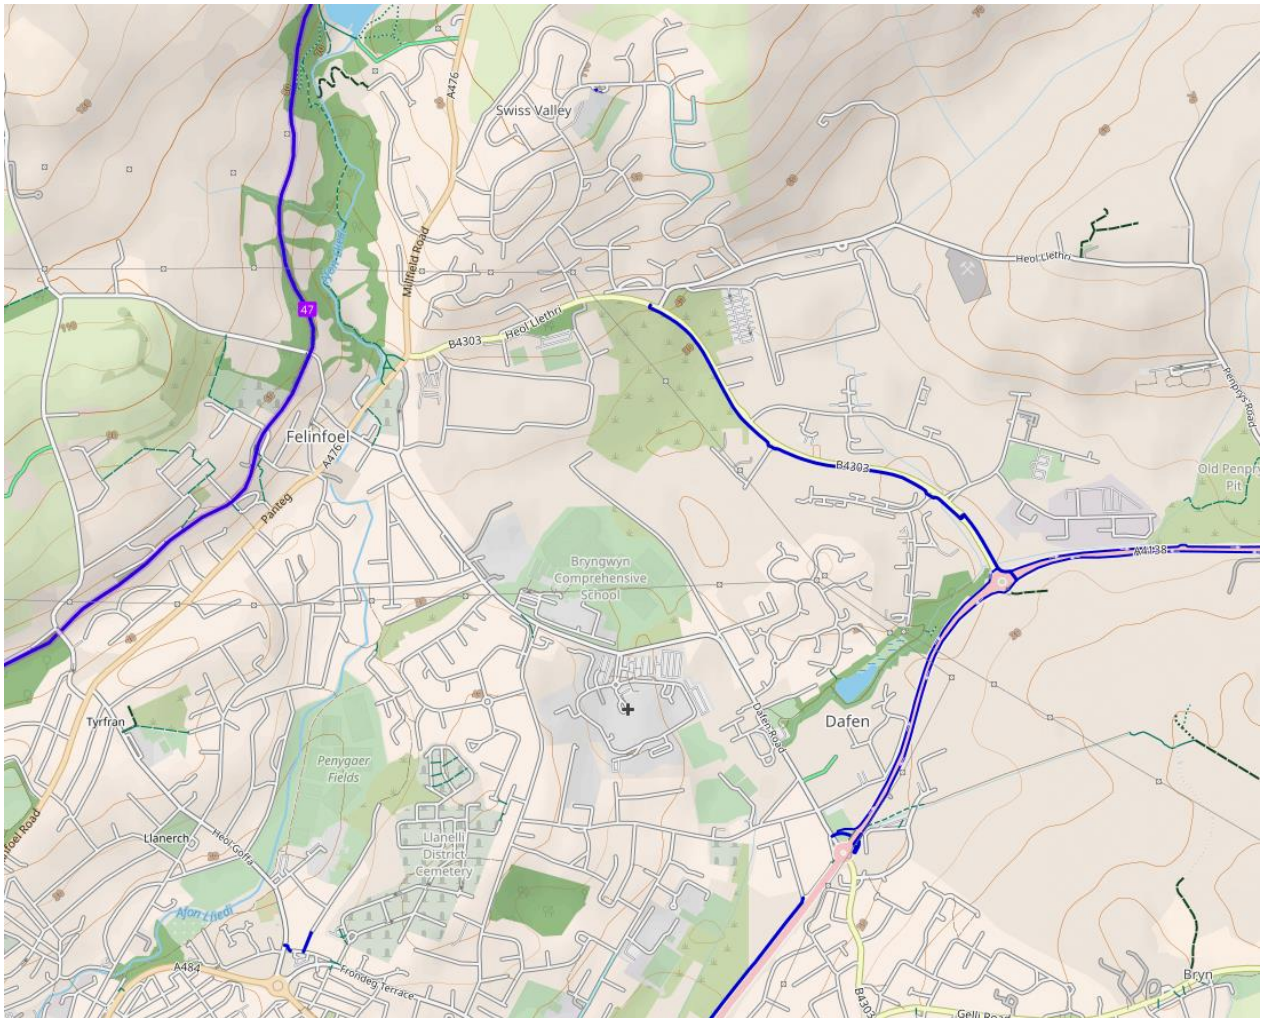 A476
Swiss Valley
Millfield Road
Heol Llethri
47
Heol Llethri
B4303
Penprys Road
Felinfoel
A476
B4303
Panteg
Old Penpr
Pit
A4138
Bryngwyn
Comprehensive
School
Tyrfran
Dafen Road
Dafen
Penygaer
Fields
Llanerch
Heol Goffa
Llanelli
District
Cemetery
Afon Lliedi
A484
Frondeg Terrace
Bryn
B4303
Gelli Road